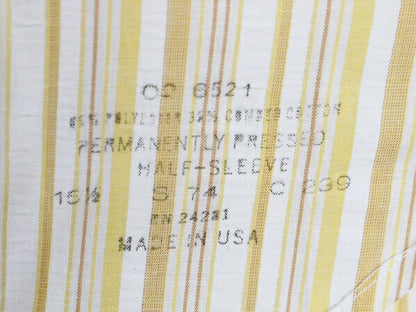 OC 6521
65% POLYESTER 35% COMBED COTTON
PERMANENTLY PRESSED
HALF-SLEEVE
15½ S 74 C 239
RN 24281
MADE IN USA